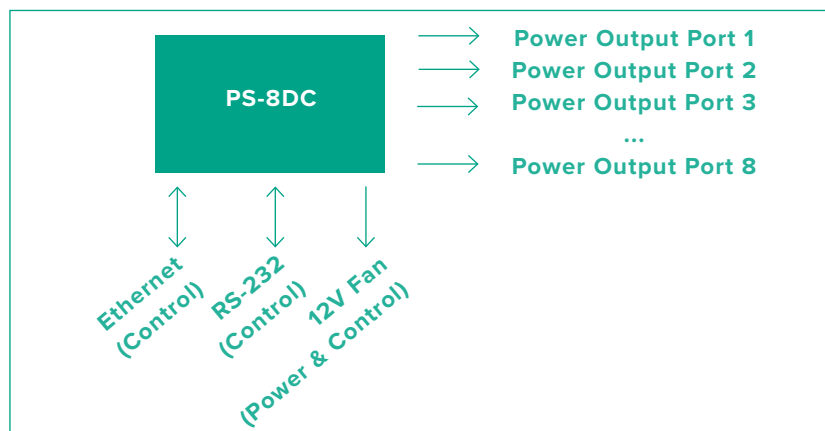 PS-8DC
Power Output Port 1
Power Output Port 2
Power Output Port 3
...
Power Output Port 8
Ethernet
(Control)
RS-232
(Control)
12V Fan
(Power & Control)